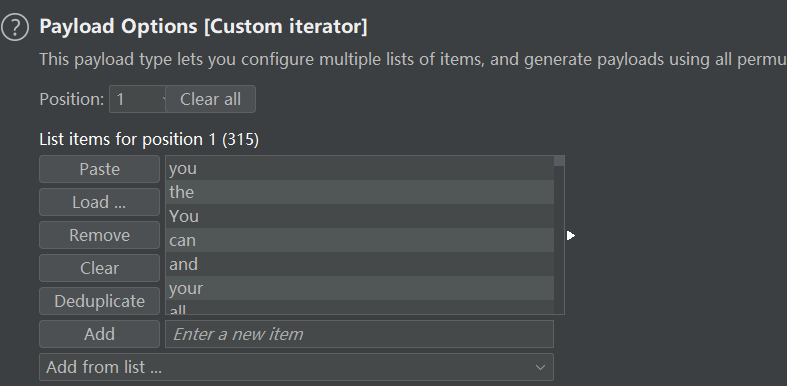 Payload Options [Custom iterator]
This payload type lets you configure multiple lists of items, and generate payloads using all permu
Position: 1 Clear all
List items for position 1 (315)
Paste
Load ...
Remove
Clear
Deduplicate
you
the
You
can
and
your
all
Add Enter a new item
Add from list ...